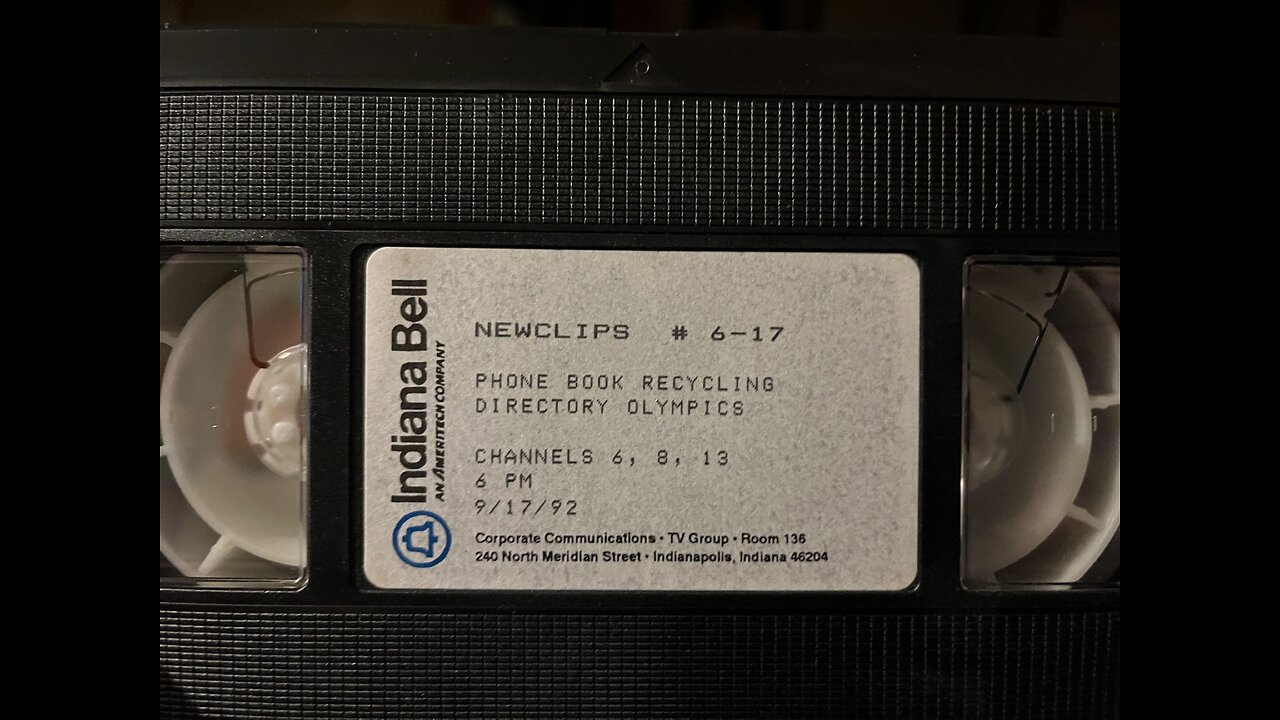 Indiana Bell
AN AMERITECH COMPANY
NEWCLIPS # 6-17
PHONE BOOK RECYCLING
DIRECTORY OLYMPICS
CHANNELS 6, 8, 13
6 PM
9/17/92
Corporate Communications • TV Group • Room 136
240 North Meridian Street • Indianapolis, Indiana 46204